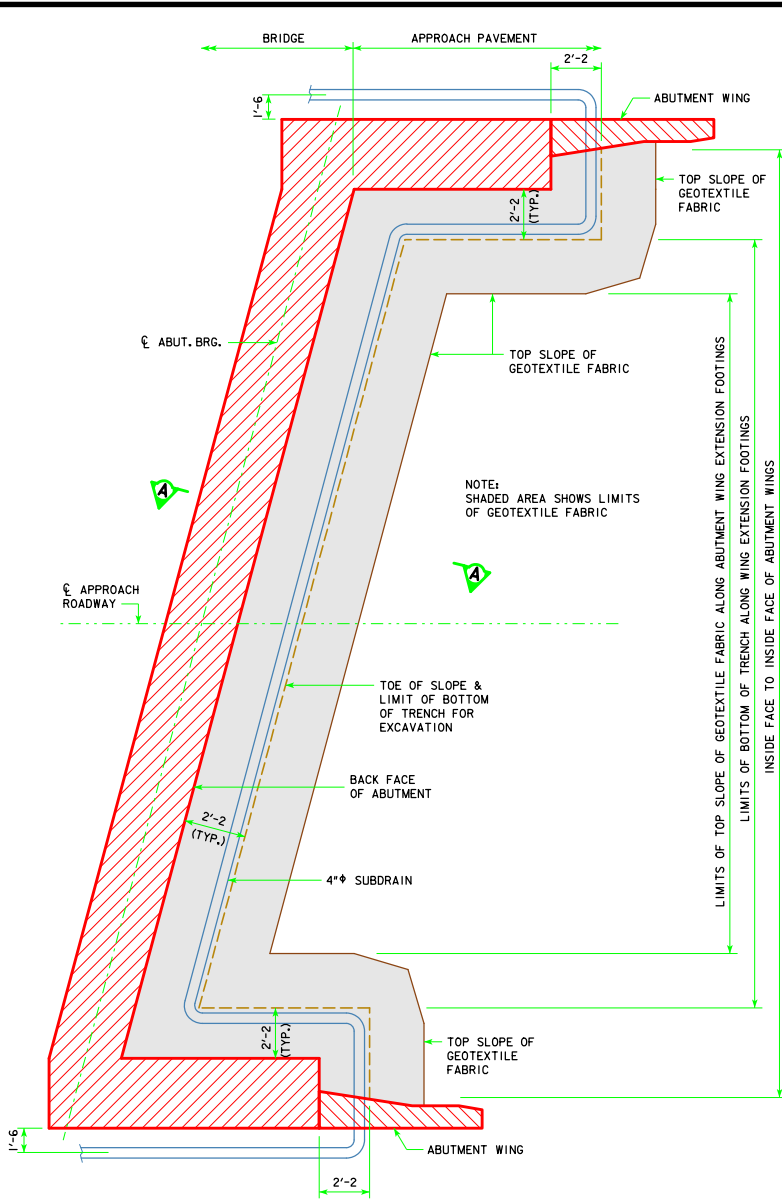 BRIDGE
APPROACH PAVEMENT
2'-2
1'-6
ABUTMENT WING
TOP SLOPE OF
GEOTEXTILE
FABRIC
2'-2
(TYP.)
℄ ABUT. BRG.
TOP SLOPE OF
GEOTEXTILE FABRIC
NOTE:
SHADED AREA SHOWS LIMITS
OF GEOTEXTILE FABRIC
A
A
℄ APPROACH
ROADWAY
LIMITS OF TOP SLOPE OF GEOTEXTILE FABRIC ALONG ABUTMENT WING EXTENSION FOOTINGS
LIMITS OF BOTTOM OF TRENCH ALONG WING EXTENSION FOOTINGS
INSIDE FACE TO INSIDE FACE OF ABUTMENT WINGS
TOE OF SLOPE &
LIMIT OF BOTTOM
OF TRENCH FOR
EXCAVATION
BACK FACE
OF ABUTMENT
2'-2
(TYP.)
4"ϕ SUBDRAIN
2'-2
(TYP.)
TOP SLOPE OF
GEOTEXTILE
FABRIC
1'-6
ABUTMENT WING
2'-2